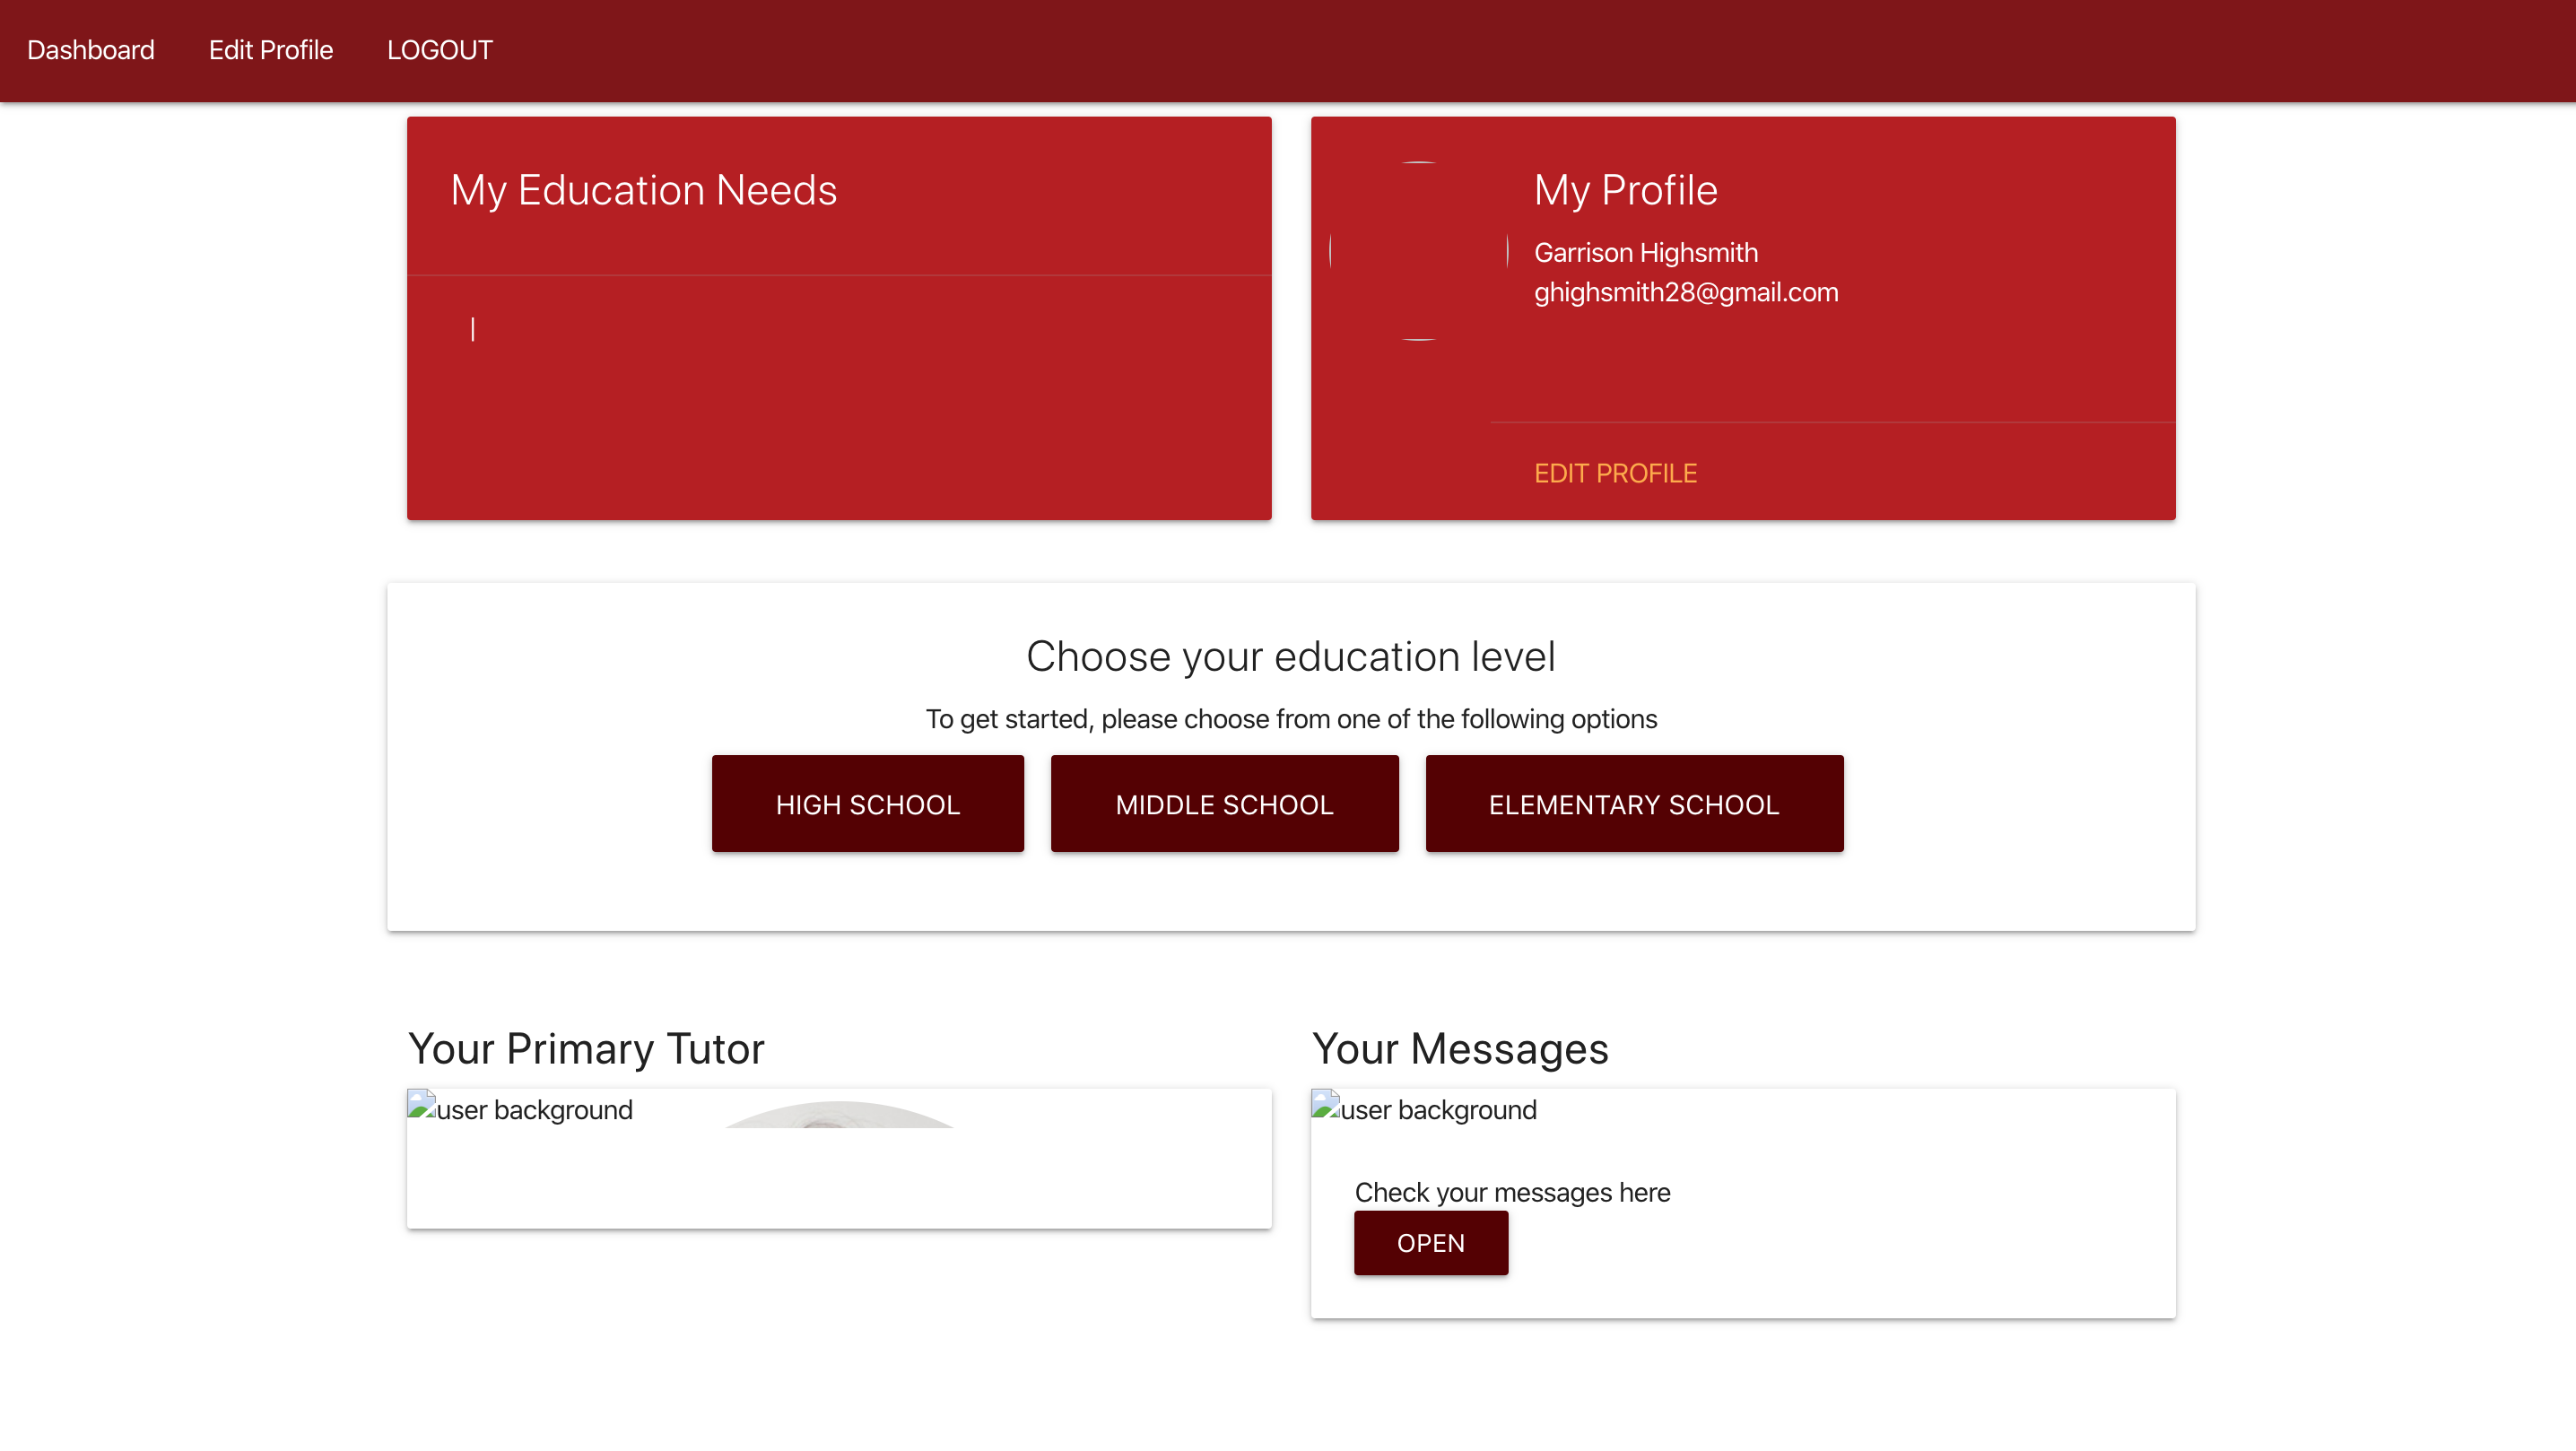 Dashboard Edit Profile LOGOUT
My Education Needs
|
My Profile
Garrison Highsmith
ghighsmith28@gmail.com
EDIT PROFILE
Choose your education level
To get started, please choose from one of the following options
HIGH SCHOOL MIDDLE SCHOOL ELEMENTARY SCHOOL
Your Primary Tutor
user background
Your Messages
user background
Check your messages here
OPEN